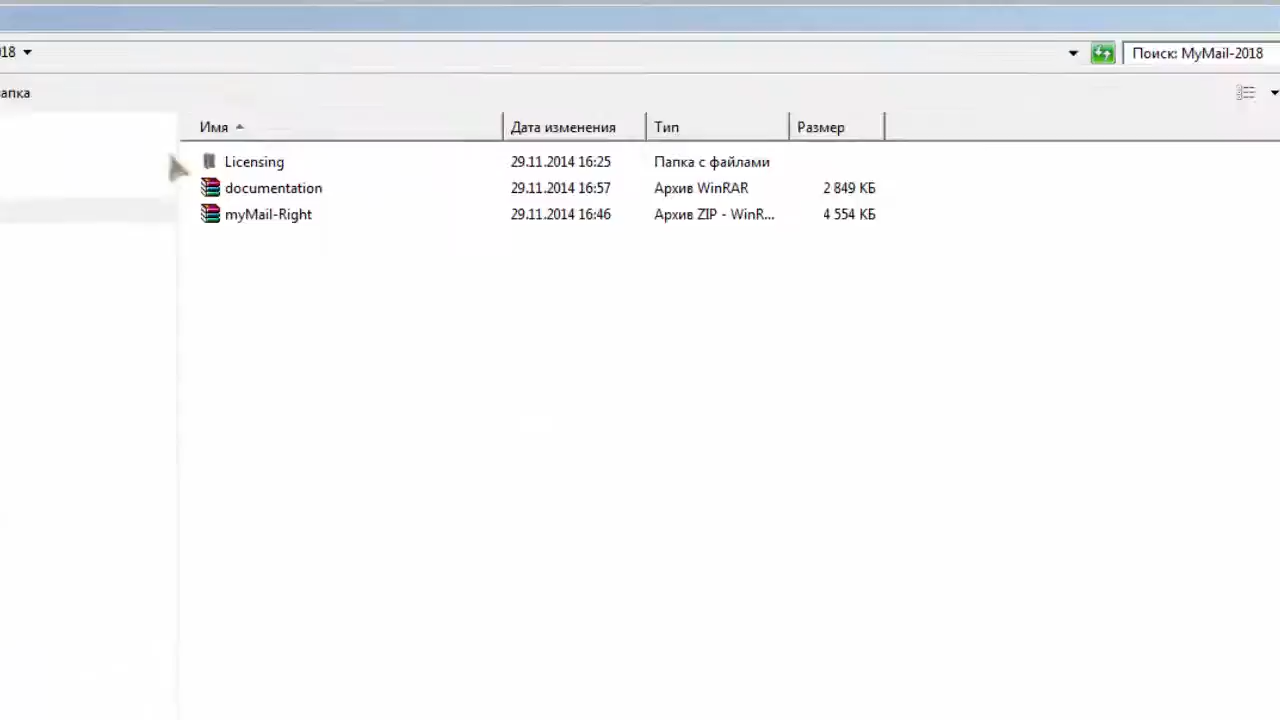 18
Поиск: MyMail-2018
апка
Имя Дата изменения Тип Размер
Licensing 29.11.2014 16:25 Папка с файлами
documentation 29.11.2014 16:57 Архив WinRAR 2 849 КБ
myMail-Right 29.11.2014 16:46 Архив ZIP - WinR... 4 554 КБ